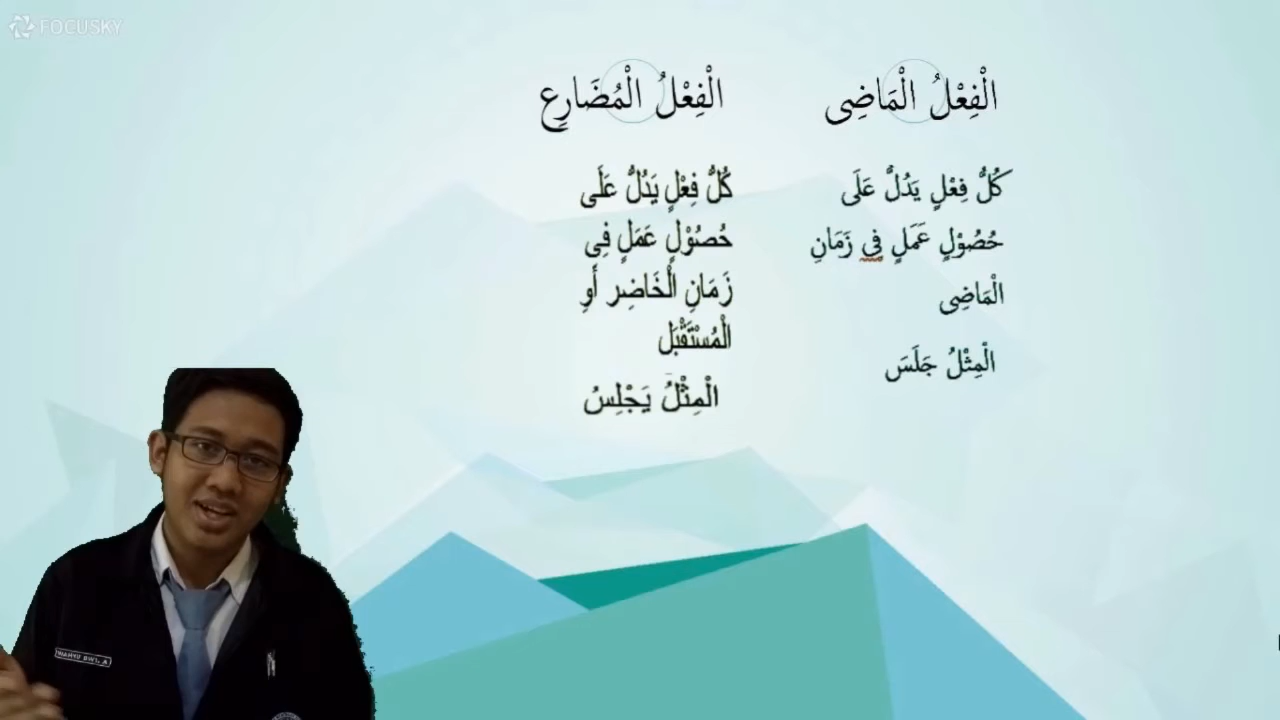 FOCUSKY
الْفِعْلُ الْمَاضِى
كُلُّ فِعْلٍ يَدُلُّ عَلَى
حُصُوْلٍ عَمَلٍ فِي زَمَانِ
الْمَاضِى
الْمِثْلُ جَلَسَ
الْفِعْلُ الْمُضَارِع
كُلُّ فِعْلٍ يَدُلُّ عَلَى
حُصُوْلٍ عَمَلٍ فِى
زَمَانِ الْخَاضِر أَوِ
الْمُسْتَقْبَل
الْمِثْلُ يَجْلِسُ